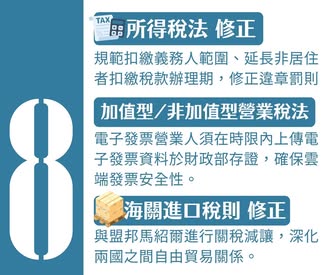 TAX
所得稅法 修正
規範扣繳義務人範圍、延長非居住
者扣繳稅款辦理期，修正違章罰則
8
加值型/非加值型營業稅法
電子發票營業人須在時限內上傳電
子發票資料於財政部存證，確保雲
端發票安全性。
海關進口稅則 修正
與盟邦馬紹爾進行關稅減讓，深化
兩國之間自由貿易關係。